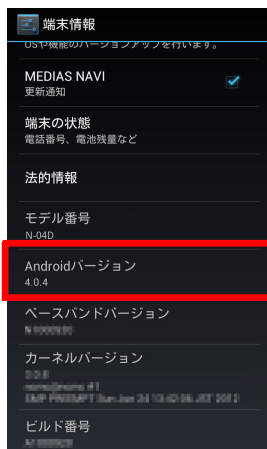 端末情報
OSや機能のバージョンアップを行います。
MEDIAS NAVI
更新通知
端末の状態
電話番号、電池残量など
法的情報
モデル番号
N-04D
Androidバージョン
4.0.4
ベースバンドバージョン
カーネルバージョン
ビルド番号